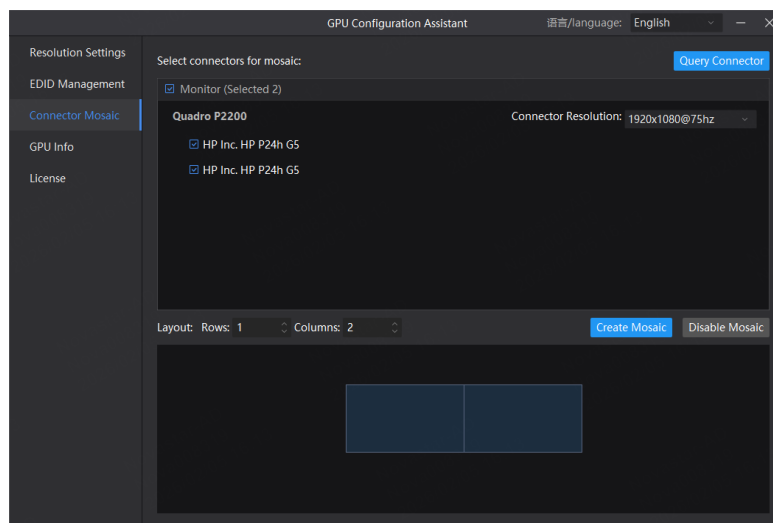 GPU Configuration Assistant 语言/language: English
Resolution Settings
EDID Management
Connector Mosaic
GPU Info
License
Select connectors for mosaic: Query Connector
Monitor (Selected 2)
Quadro P2200 Connector Resolution: 1920x1080@75hz
HP Inc. HP P24h G5
HP Inc. HP P24h G5
Layout: Rows: 1 Columns: 2 Create Mosaic Disable Mosaic